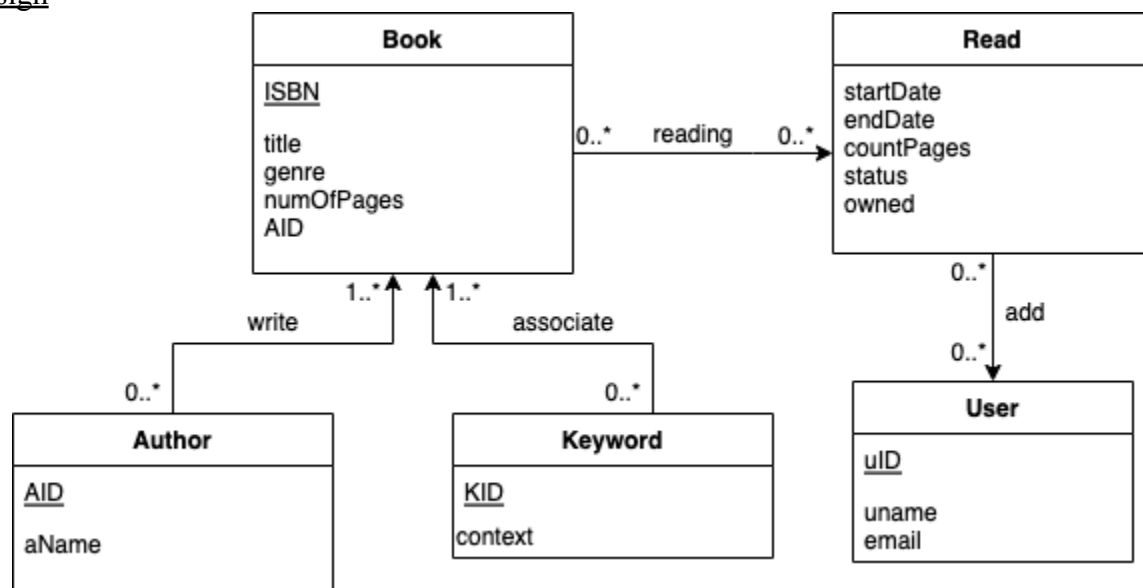 Book
ISBN
title
genre
numOfPages
AID
0..* reading 0..*
Read
startDate
endDate
countPages
status
owned
1..* 1..*
write
associate
0..*
0..*
0..*
add
0..*
Author
AID
aName
Keyword
KID
context
User
uID
uname
email